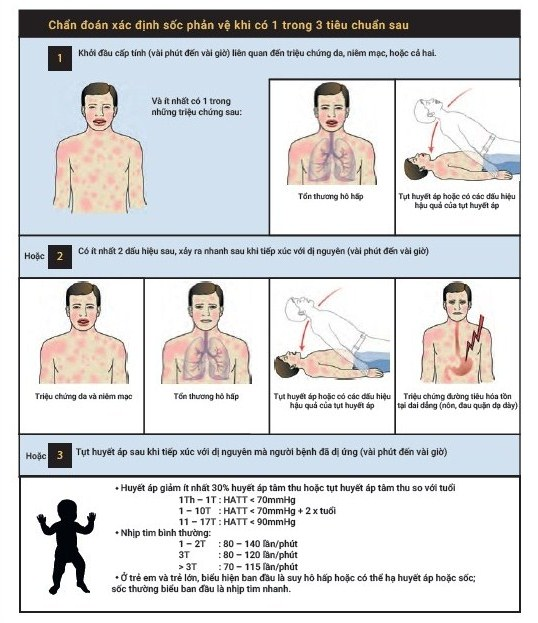 Chẩn đoán xác định sốc phản vệ khi có 1 trong 3 tiêu chuẩn sau
1 Khởi đầu cấp tính (vài phút đến vài giờ) liên quan đến triệu chứng da, niêm mạc, hoặc cả hai.
Và ít nhất có 1 trong
những triệu chứng sau:
Tổn thương hô hấp
Tụt huyết áp hoặc có các dấu hiệu
hậu quả của tụt huyết áp
Hoặc 2 Có ít nhất 2 dấu hiệu sau, xảy ra nhanh sau khi tiếp xúc với dị nguyên (vài phút đến vài giờ)
Triệu chứng da và niêm mạc
Tổn thương hô hấp
Tụt huyết áp hoặc có các dấu hiệu
hậu quả của tụt huyết áp
Triệu chứng đường tiêu hóa tồn
tại dai dẳng (nôn, đau quặn dạ dày)
Hoặc 3 Tụt huyết áp sau khi tiếp xúc với dị nguyên mà người bệnh đã dị ứng (vài phút đến vài giờ)
• Huyết áp giảm ít nhất 30% huyết áp tâm thu hoặc tụt huyết áp tâm thu so với tuổi
1Th – 1T : HATT < 70mmHg
1 – 10T : HATT < 70mmHg + 2 x tuổi
11 – 17T : HATT < 90mmHg
• Nhịp tim bình thường:
1 – 2T : 80 – 140 lần/phút
3T : 80 – 120 lần/phút
> 3T : 70 – 115 lần/phút
• Ở trẻ em và trẻ lớn, biểu hiện ban đầu là suy hô hấp hoặc có thể hạ huyết áp hoặc sốc;
sốc thường biểu ban đầu là nhịp tim nhanh.